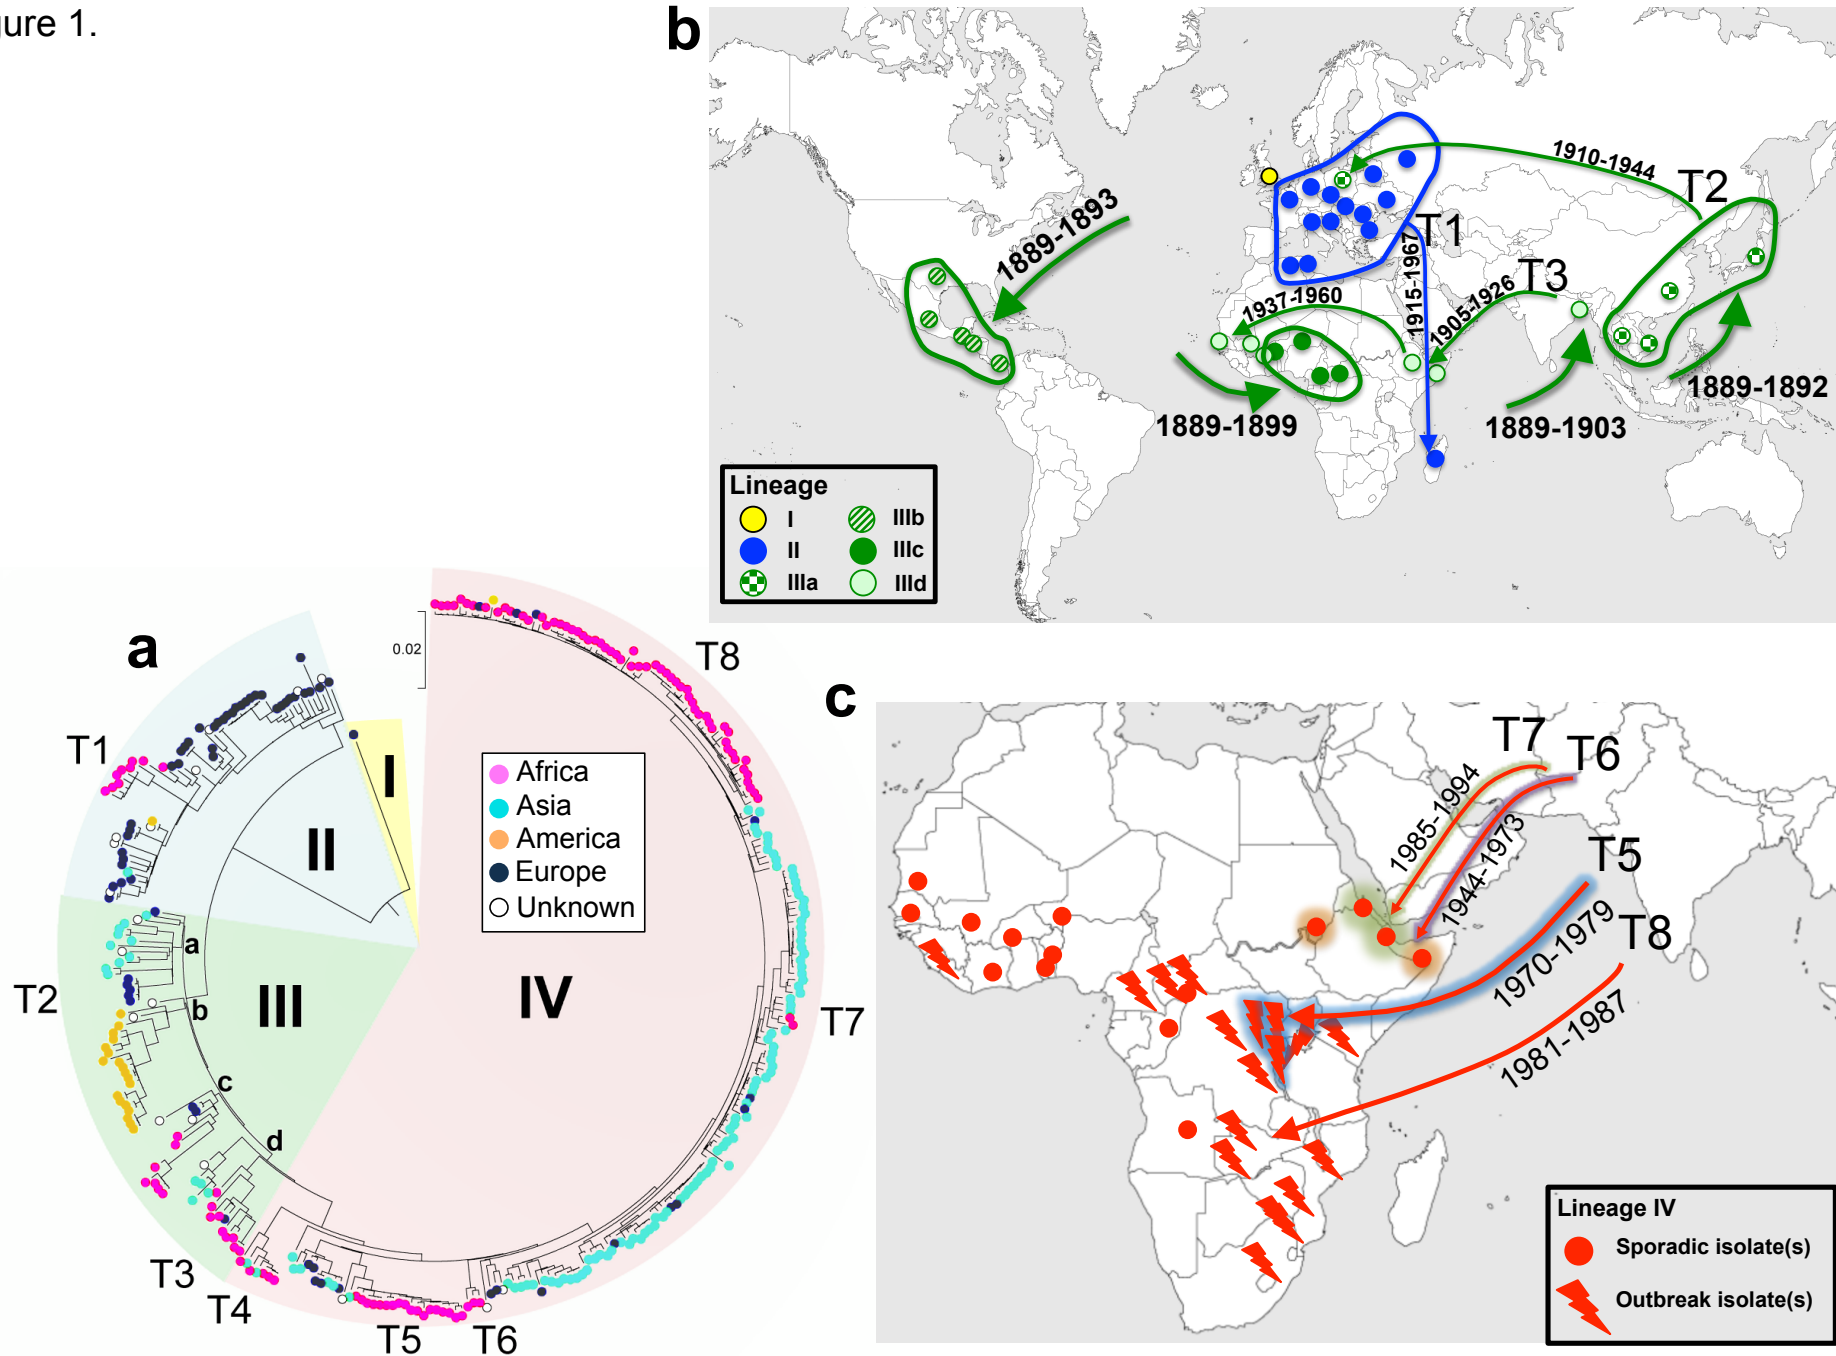 gure 1.
b
1910-1944
T2
1889-1893
T1
1915-1967
T3
1937-1960
1905-1926
1889-1892
1889-1899
1889-1903
Lineage
I
IIIb
II
IIIc
IIIa
IIId
a
0.02
T8
T1
I
II
Africa
Asia
America
Europe
Unknown
a
T2
b
III
IV
T7
c
d
T3
T4
T5
T6
c
T7
T6
1985-1994
1944-1973
T5
T8
1970-1979
1981-1987
Lineage IV
Sporadic isolate(s)
Outbreak isolate(s)